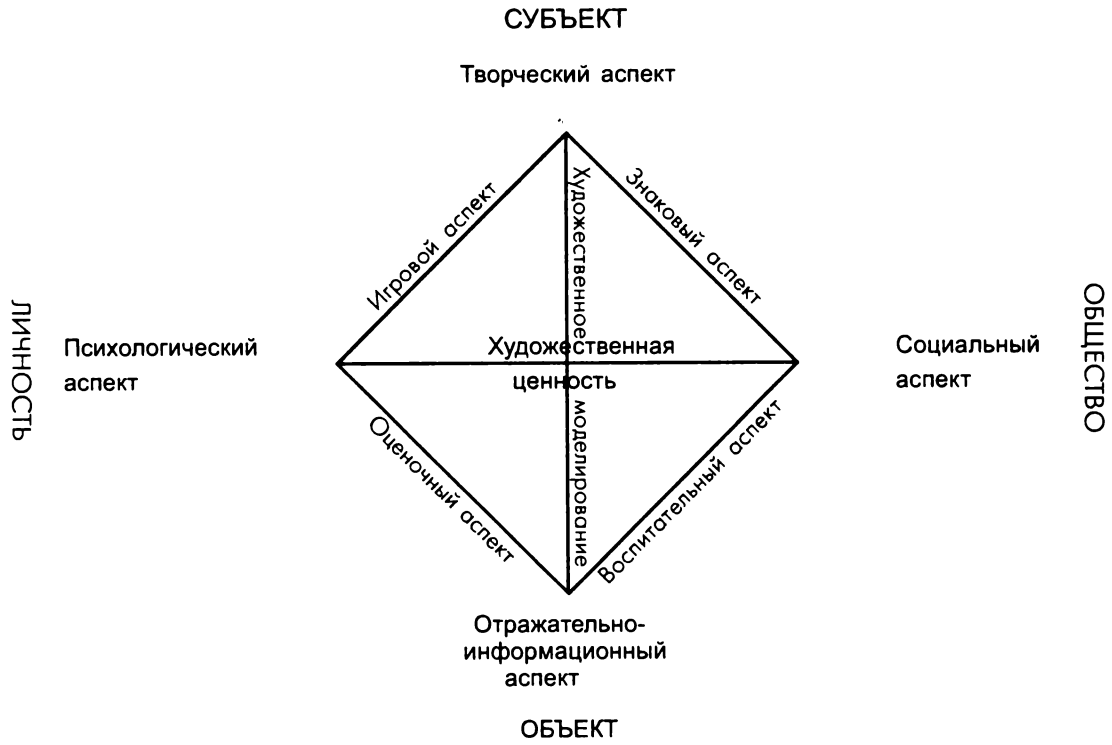 СУБЪЕКТ
Творческий аспект
Игровой аспект
Знаковый аспект
Художественное моделирование
ЛИЧНОСТЬ
Психологический
аспект
Художественная
ценность
Социальный
аспект
ОБЩЕСТВО
Оценочный аспект
Воспитательный аспект
Отражательно-
информационный
аспект
ОБЪЕКТ